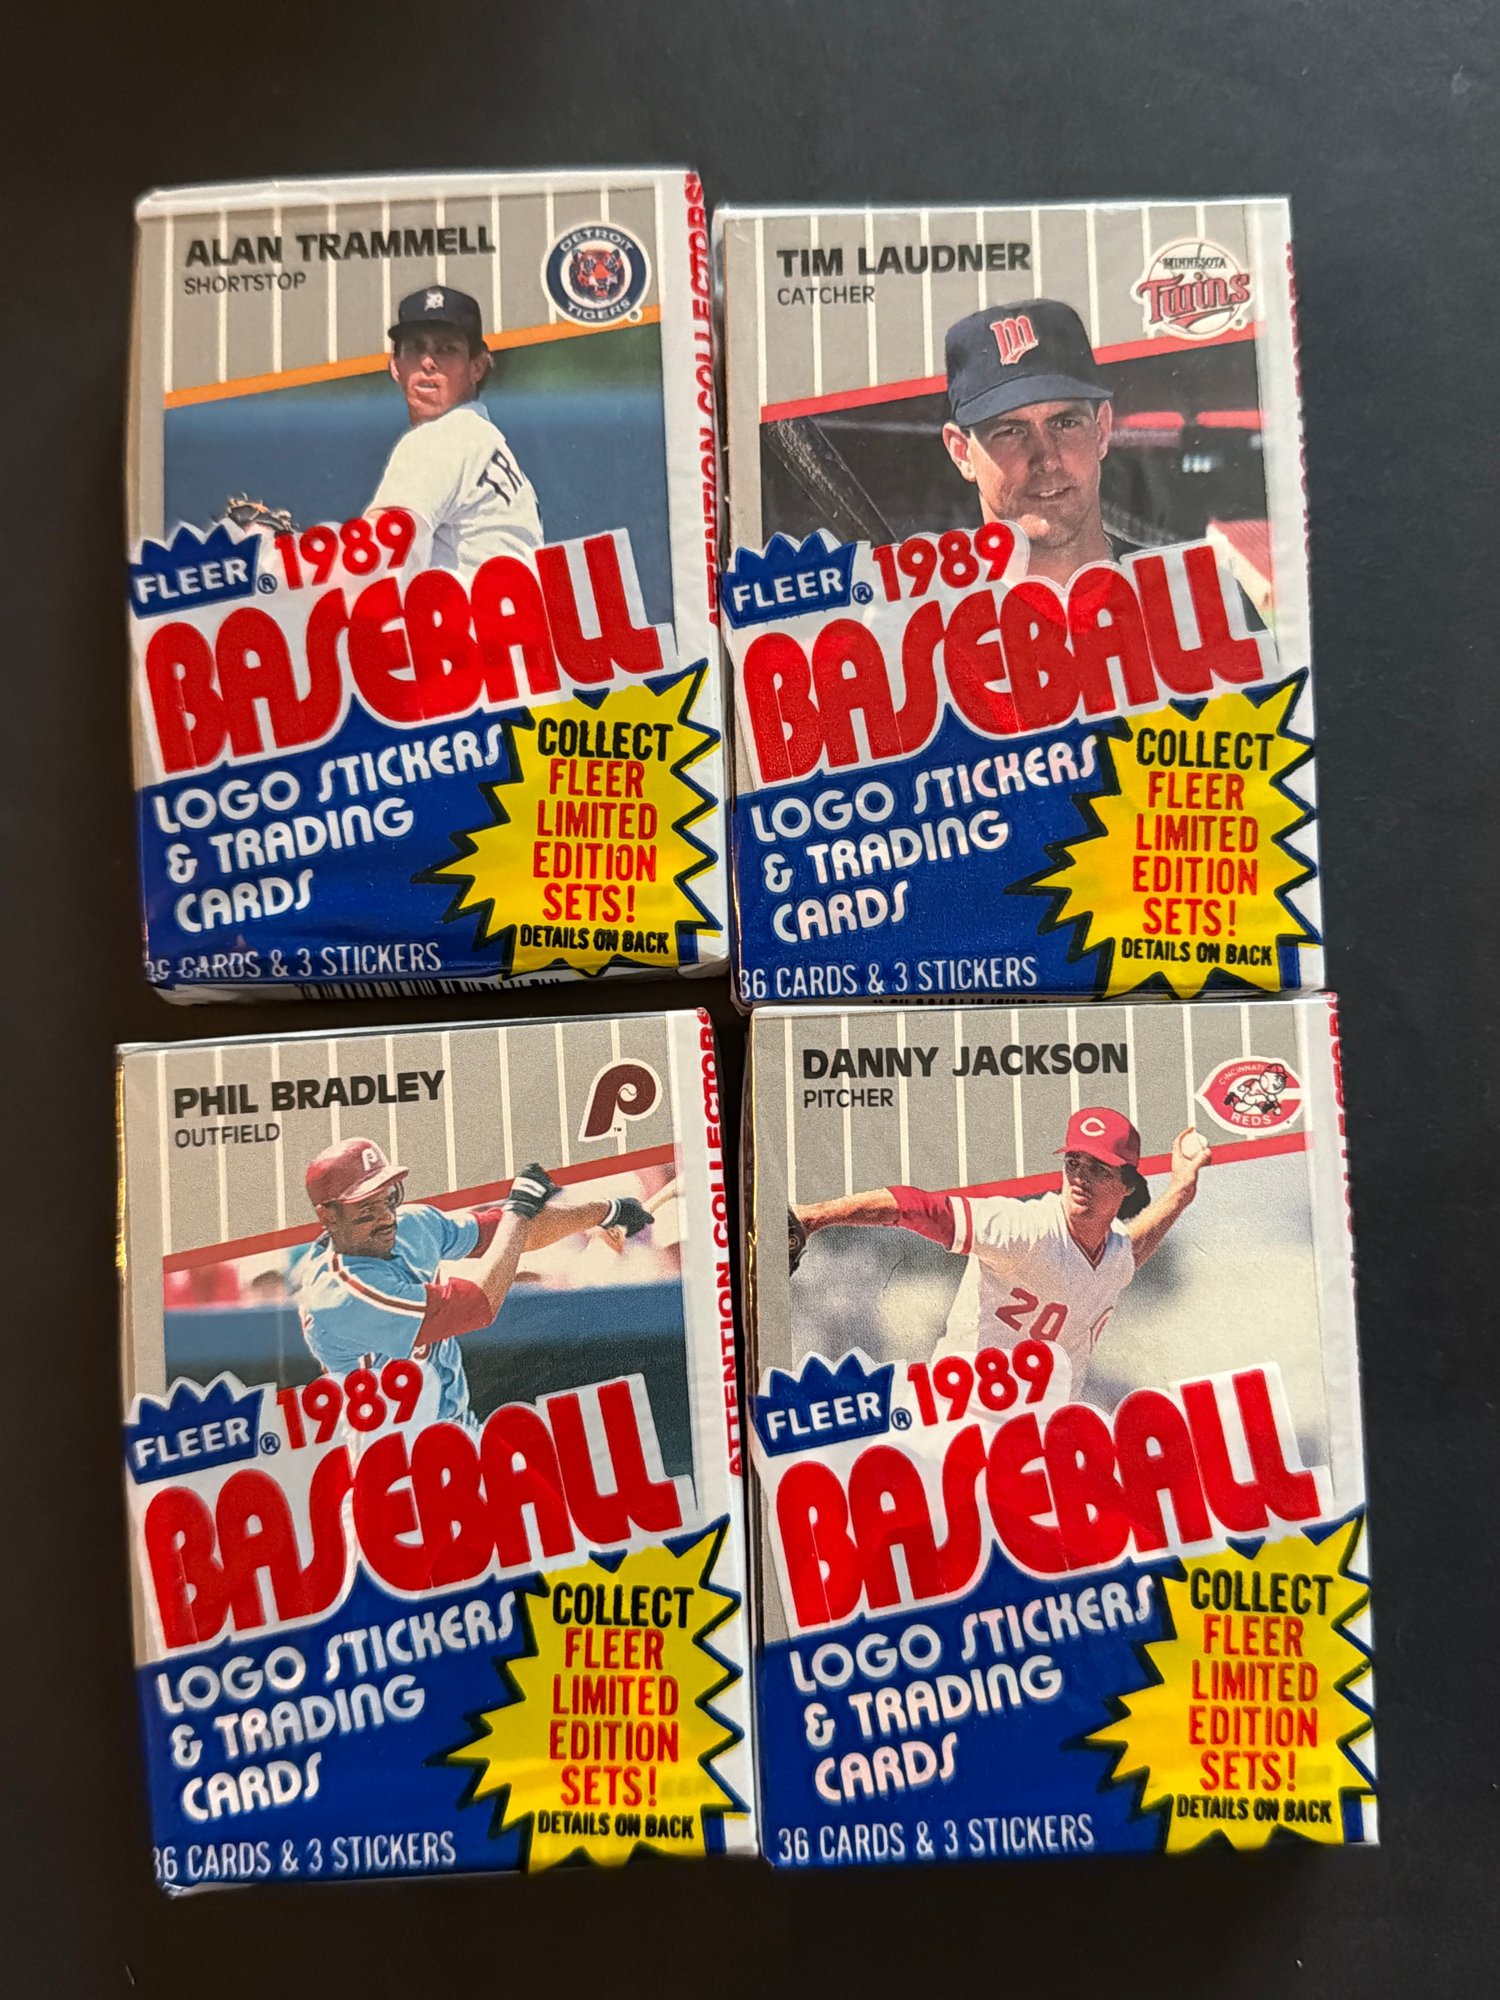 ALAN TRAMMELL
SHORTSTOP
DETROIT
TIGERS
ATTENTION COLLECTORS
FLEER® 1989
BASEBALL
LOGO STICKERS
& TRADING
CARDS
COLLECT
FLEER
LIMITED
EDITION
SETS!
DETAILS ON BACK
CARDS & 3 STICKERS
TIM LAUDNER
CATCHER
MINNESOTA
Twins
M
FLEER® 1989
BASEBALL
LOGO STICKERS
& TRADING
CARDS
COLLECT
FLEER
LIMITED
EDITION
SETS!
DETAILS ON BACK
36 CARDS & 3 STICKERS
PHIL BRADLEY
OUTFIELD
P
ATTENTION COLLECTORS
FLEER® 1989
BASEBALL
LOGO STICKERS
& TRADING
CARDS
COLLECT
FLEER
LIMITED
EDITION
SETS!
DETAILS ON BACK
36 CARDS & 3 STICKERS
DANNY JACKSON
PITCHER
CINCINNATI
REDS
C
20
FLEER® 1989
BASEBALL
LOGO STICKERS
& TRADING
CARDS
COLLECT
FLEER
LIMITED
EDITION
SETS!
DETAILS ON BACK
36 CARDS & 3 STICKERS